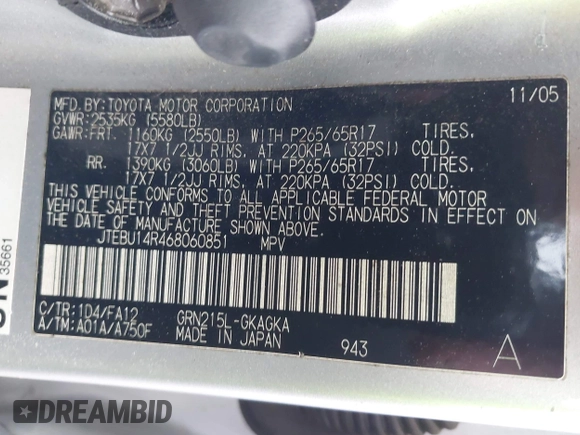 MFD.BY:TOYOTA MOTOR CORPORATION 11/05
GVWR:2535KG (5580LB)
GAWR:FRT. 1160KG (2550LB) WITH P265/65R17 TIRES,
17X7 1/2JJ RIMS, AT 220KPA (32PSI) COLD.
RR. 1390KG (3060LB) WITH P265/65R17 TIRES,
17X7 1/2JJ RIMS, AT 220KPA (32PSI) COLD.
THIS VEHICLE CONFORMS TO ALL APPLICABLE FEDERAL MOTOR
VEHICLE SAFETY AND THEFT PREVENTION STANDARDS IN EFFECT ON
THE DATE OF MANUFACTURE SHOWN ABOVE.
JTEBU14R468060851 MPV
C/TR:1D4/FA12 GRN215L-GKAGKA
A/TM:A01A/A750F MADE IN JAPAN 943 A
35661
DREAMBID